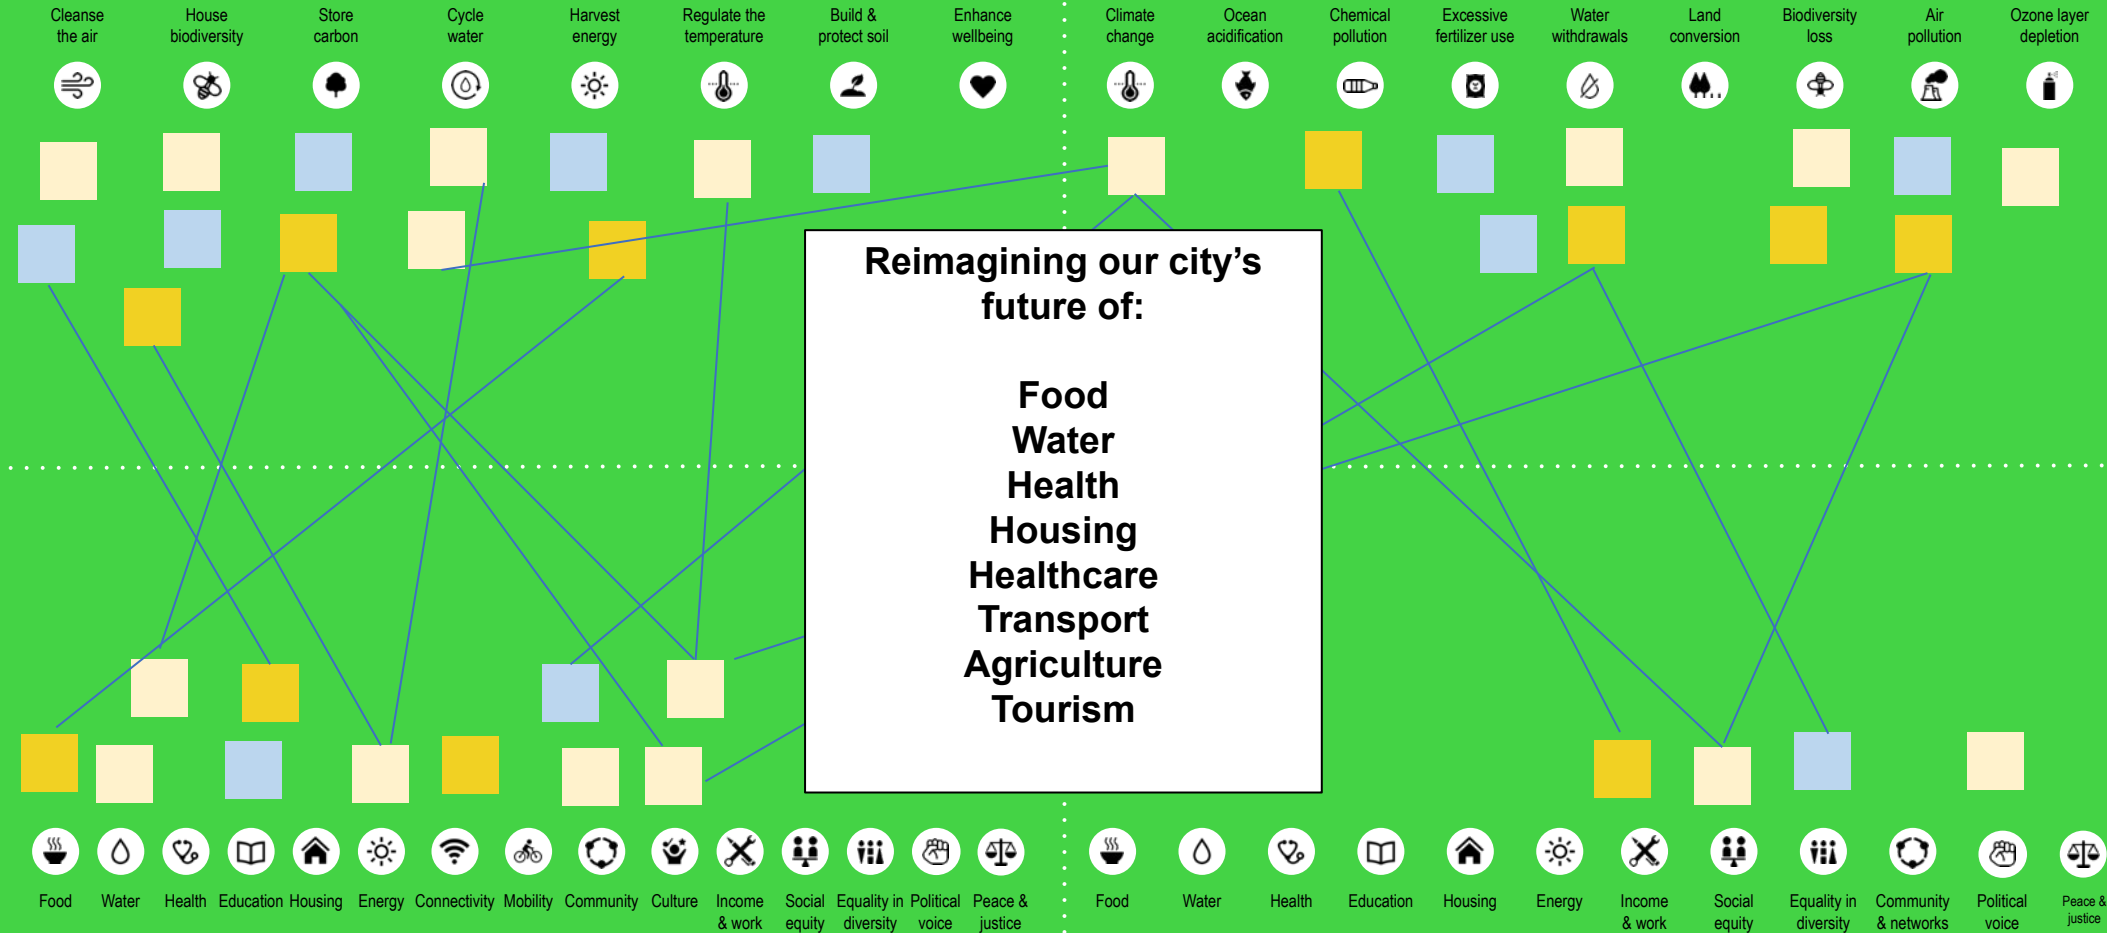 Cleanse
the air
House
biodiversity
Store
carbon
Cycle
water
Harvest
energy
Regulate the
temperature
Build &
protect soil
Enhance
wellbeing
Climate
change
Ocean
acidification
Chemical
pollution
Excessive
fertilizer use
Water
withdrawals
Land
conversion
Biodiversity
loss
Air
pollution
Ozone layer
depletion
Reimagining our city’s
future of:
Food
Water
Health
Housing
Healthcare
Transport
Agriculture
Tourism
Food
Water
Health
Education
Housing
Energy
Connectivity
Mobility
Community
Culture
Income
& work
Social
equity
Equality in
diversity
Political
voice
Peace &
justice
Food
Water
Health
Education
Housing
Energy
Income
& work
Social
equity
Equality in
diversity
Community
& networks
Political
voice
Peace &
justice